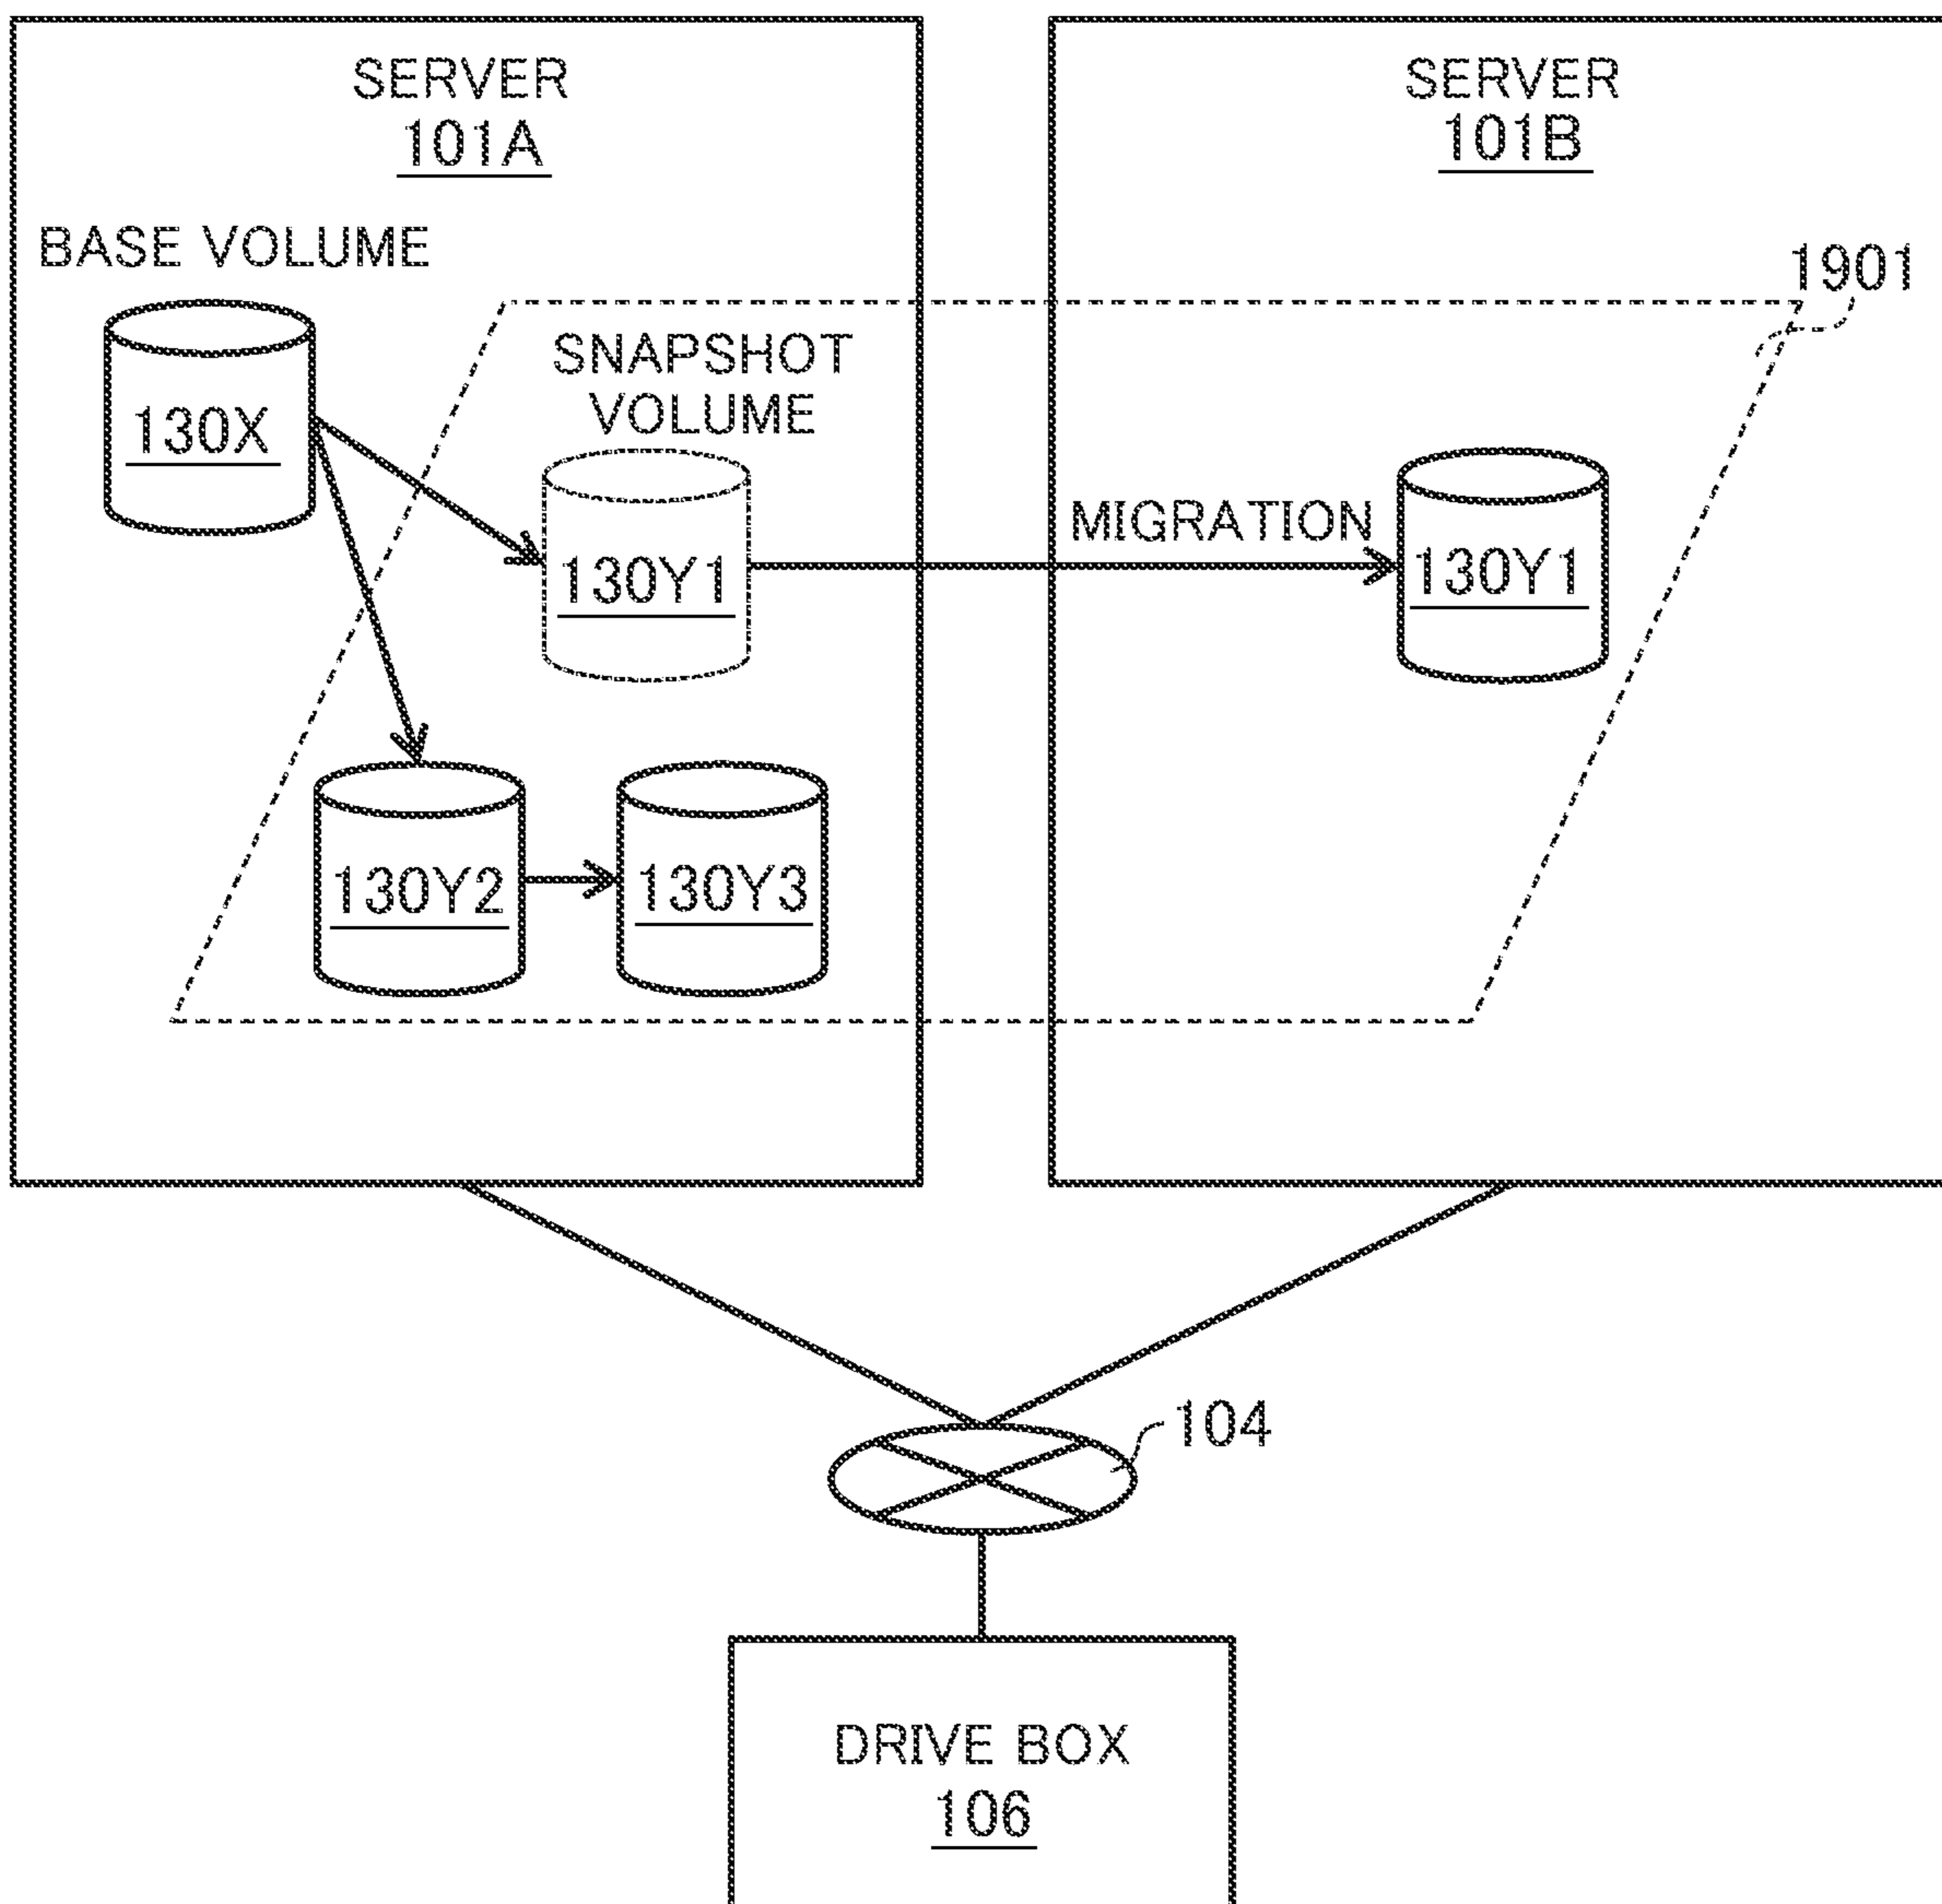 SERVER
101A
SERVER
101B
BASE VOLUME
1901
SNAPSHOT
VOLUME
130X
MIGRATION
130Y1
130Y1
130Y2
130Y3
104
DRIVE BOX
106